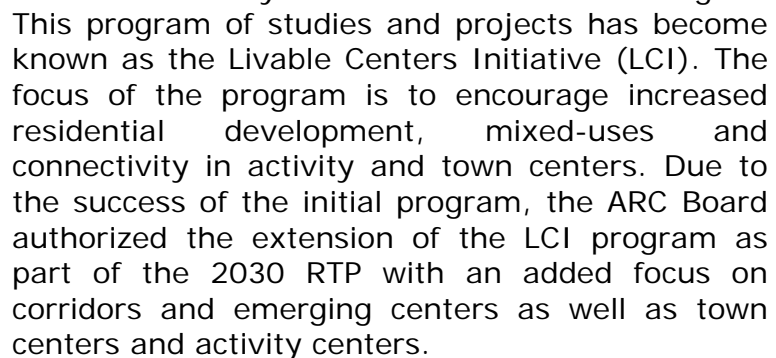 This program of studies and projects has become
known as the Livable Centers Initiative (LCI). The
focus of the program is to encourage increased
residential development, mixed-uses and
connectivity in activity and town centers. Due to
the success of the initial program, the ARC Board
authorized the extension of the LCI program as
part of the 2030 RTP with an added focus on
corridors and emerging centers as well as town
centers and activity centers.